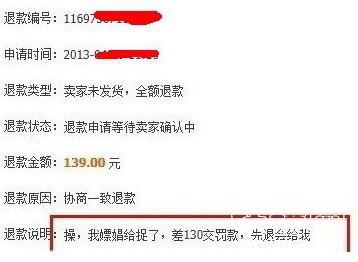 退款编号：116973671
申请时间：2013-04
退款类型：卖家未发货，全额退款
退款状态：退款申请等待卖家确认中
退款金额：139.00 元
退款原因：协商一致退款
退款说明：操，我嫖娼给捉了，差130交罚款，先退会给我